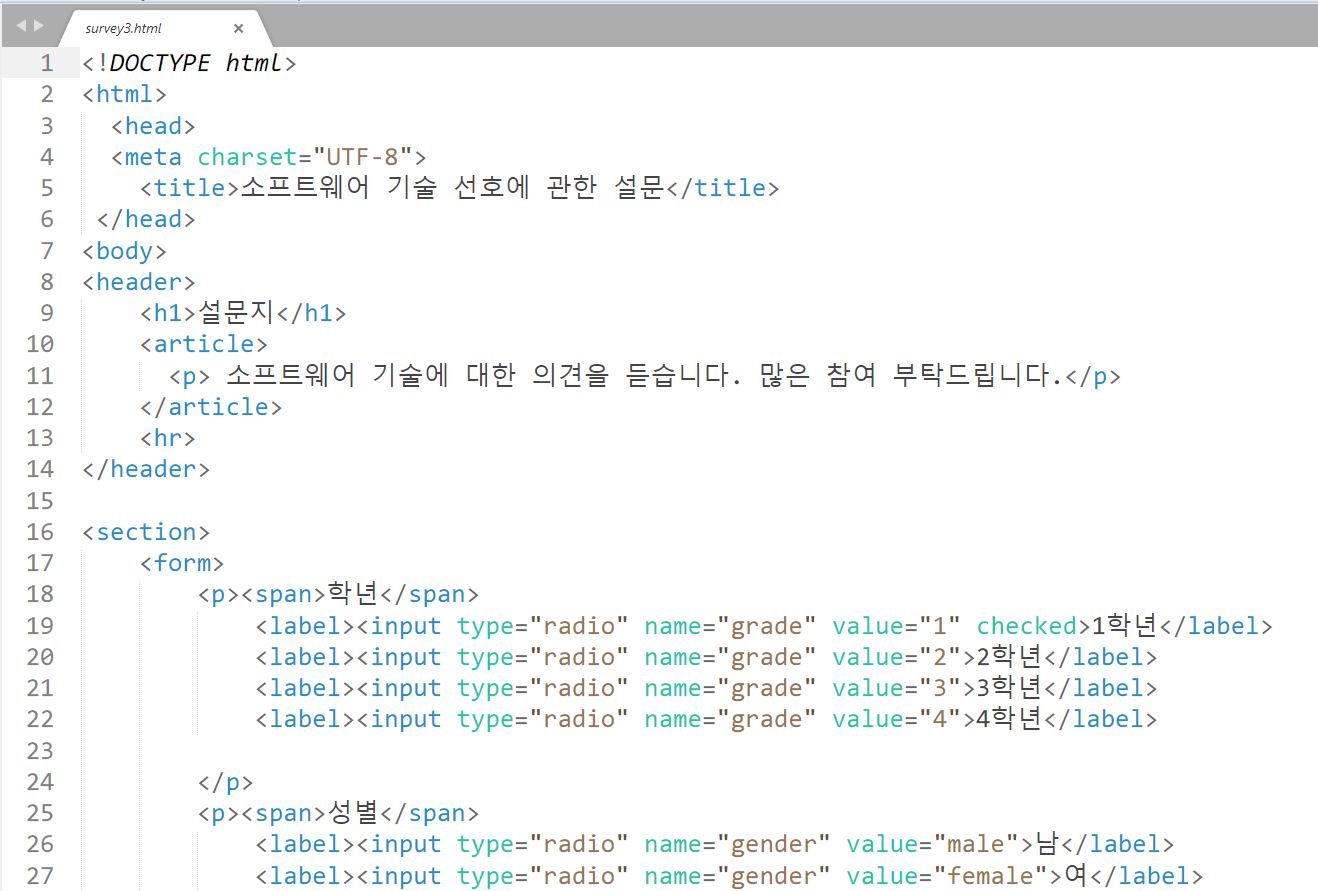 survey3.html ×
1 <!DOCTYPE html>
2 <html>
3   <head>
4   <meta charset="UTF-8">
5     <title>소프트웨어 기술 선호에 관한 설문</title>
6  </head>
7 <body>
8 <header>
9     <h1>설문지</h1>
10     <article>
11       <p> 소프트웨어 기술에 대한 의견을 듣습니다. 많은 참여 부탁드립니다.</p>
12     </article>
13     <hr>
14 </header>
15
16 <section>
17     <form>
18         <p><span>학년</span>
19             <label><input type="radio" name="grade" value="1" checked>1학년</label>
20             <label><input type="radio" name="grade" value="2">2학년</label>
21             <label><input type="radio" name="grade" value="3">3학년</label>
22             <label><input type="radio" name="grade" value="4">4학년</label>
23
24         </p>
25         <p><span>성별</span>
26             <label><input type="radio" name="gender" value="male">남</label>
27             <label><input type="radio" name="gender" value="female">여</label>